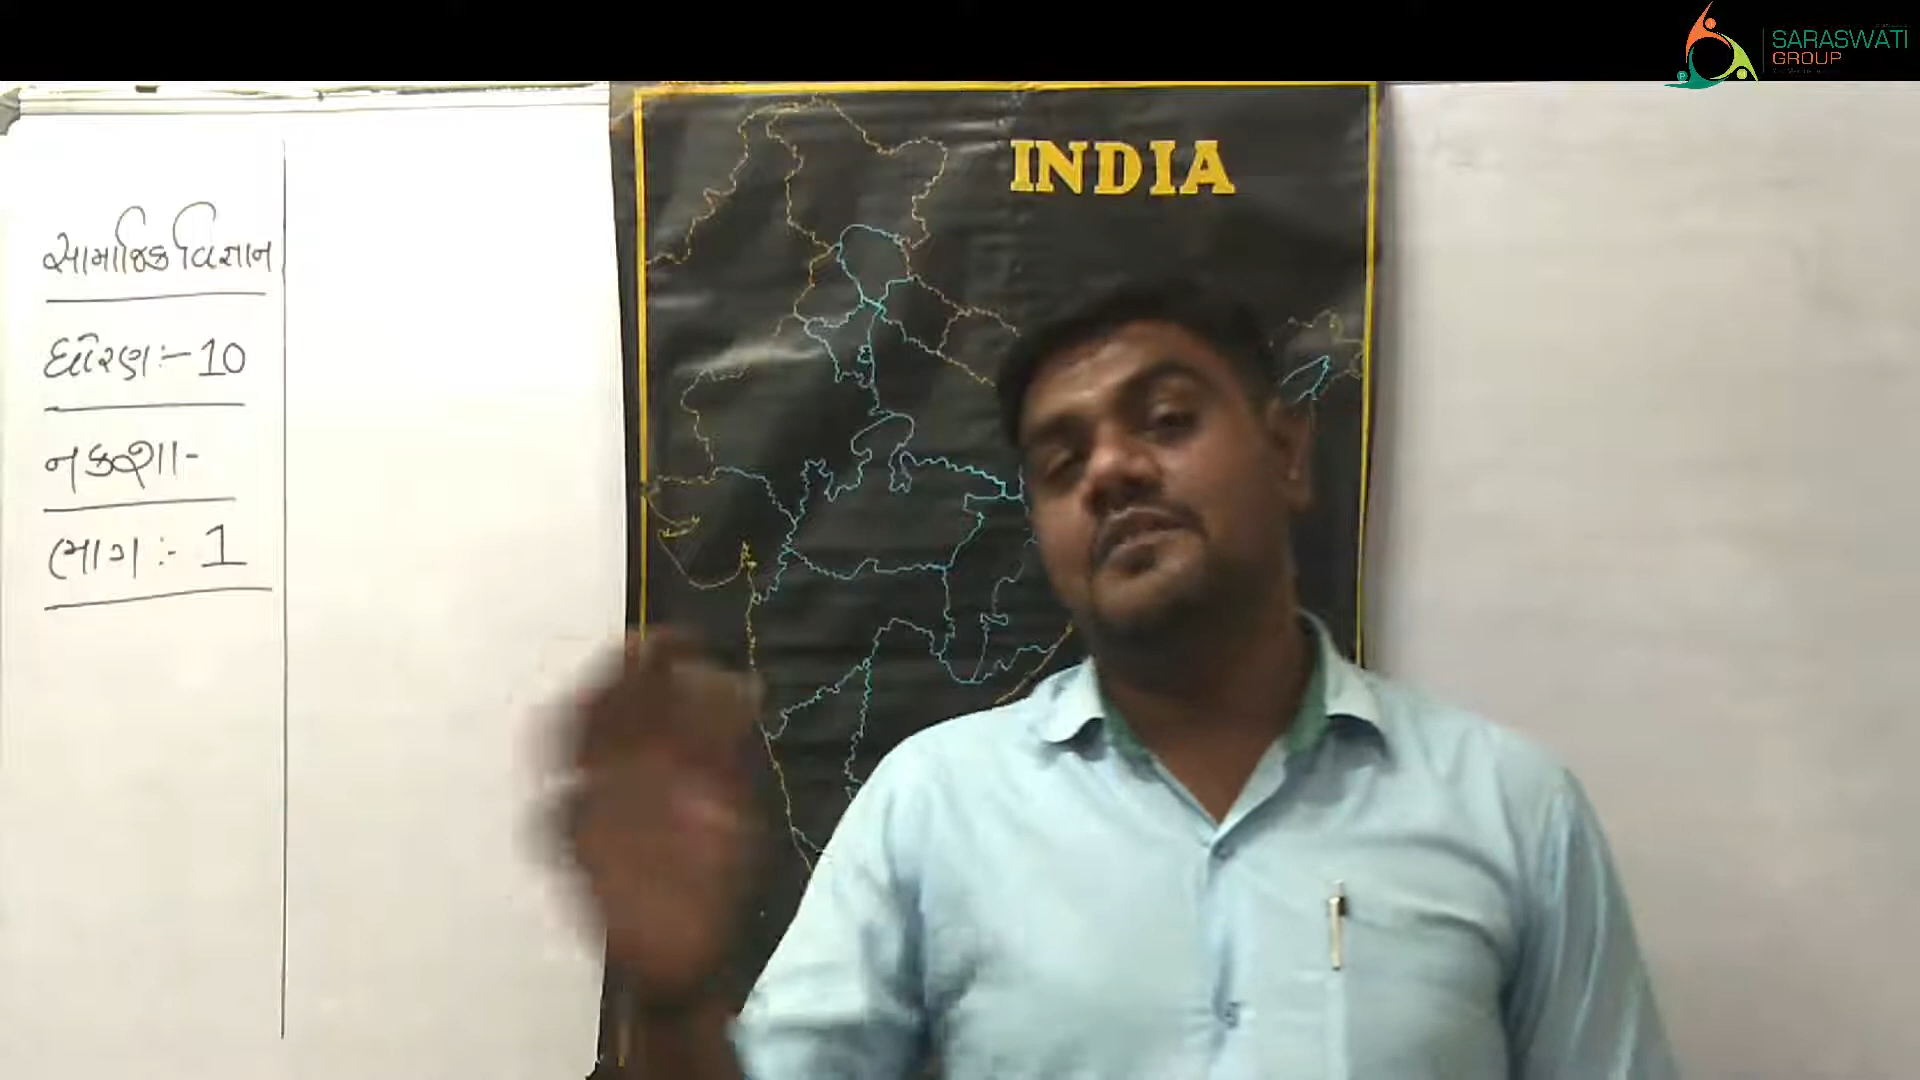 SARASWATI
GROUP
INDIA
સામાજિક વિજ્ઞાન
ધોરણ :- 10
નકશા-
ભાગ :- 1